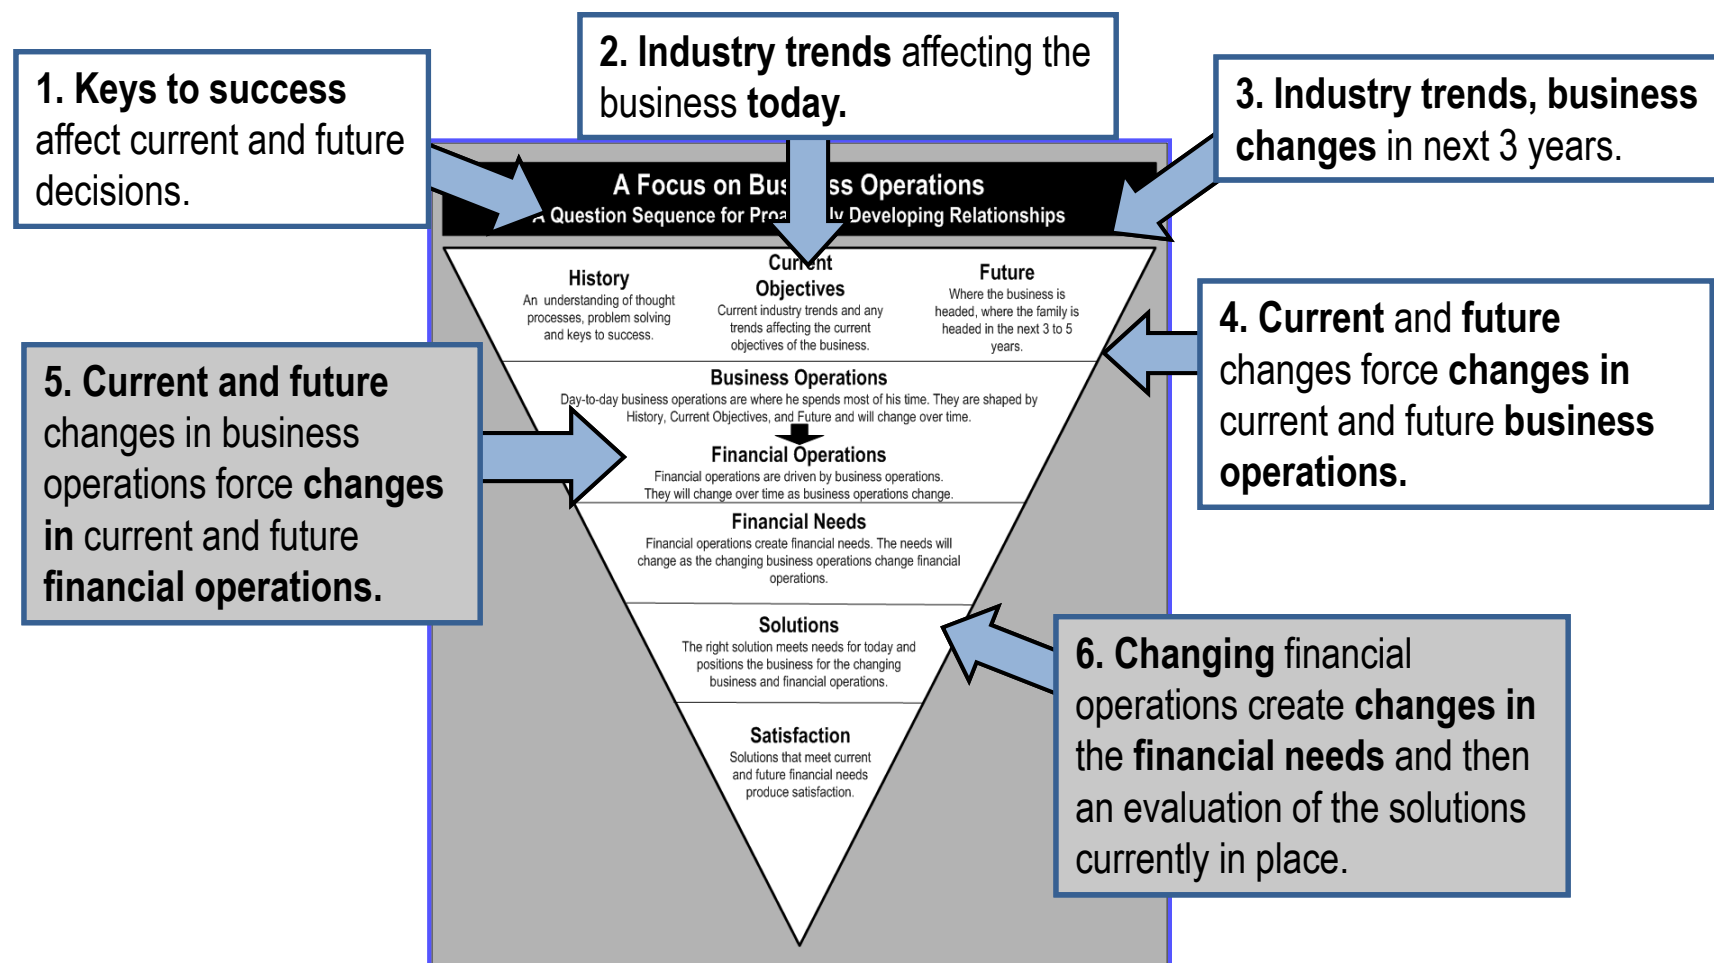 1. Keys to success
affect current and future
decisions.
2. Industry trends affecting the
business today.
3. Industry trends, business
changes in next 3 years.
A Focus on Bus ss Operations
A Question Sequence for Proa ly Developing Relationships
History
An understanding of thought
processes, problem solving
and keys to success.
Current
Objectives
Current industry trends and any
trends affecting the current
objectives of the business.
Future
Where the business is
headed, where the family is
headed in the next 3 to 5
years.
4. Current and future
changes force changes in
current and future business
operations.
5. Current and future
changes in business
operations force changes
in current and future
financial operations.
Business Operations
Day-to-day business operations are where he spends most of his time. They are shaped by
History, Current Objectives, and Future and will change over time.
Financial Operations
Financial operations are driven by business operations.
They will change over time as business operations change.
Financial Needs
Financial operations create financial needs. The needs will
change as the changing business operations change financial
operations.
Solutions
The right solution meets needs for today and
positions the business for the changing
business and financial operations.
6. Changing financial
operations create changes in
the financial needs and then
an evaluation of the solutions
currently in place.
Satisfaction
Solutions that meet current
and future financial needs
produce satisfaction.